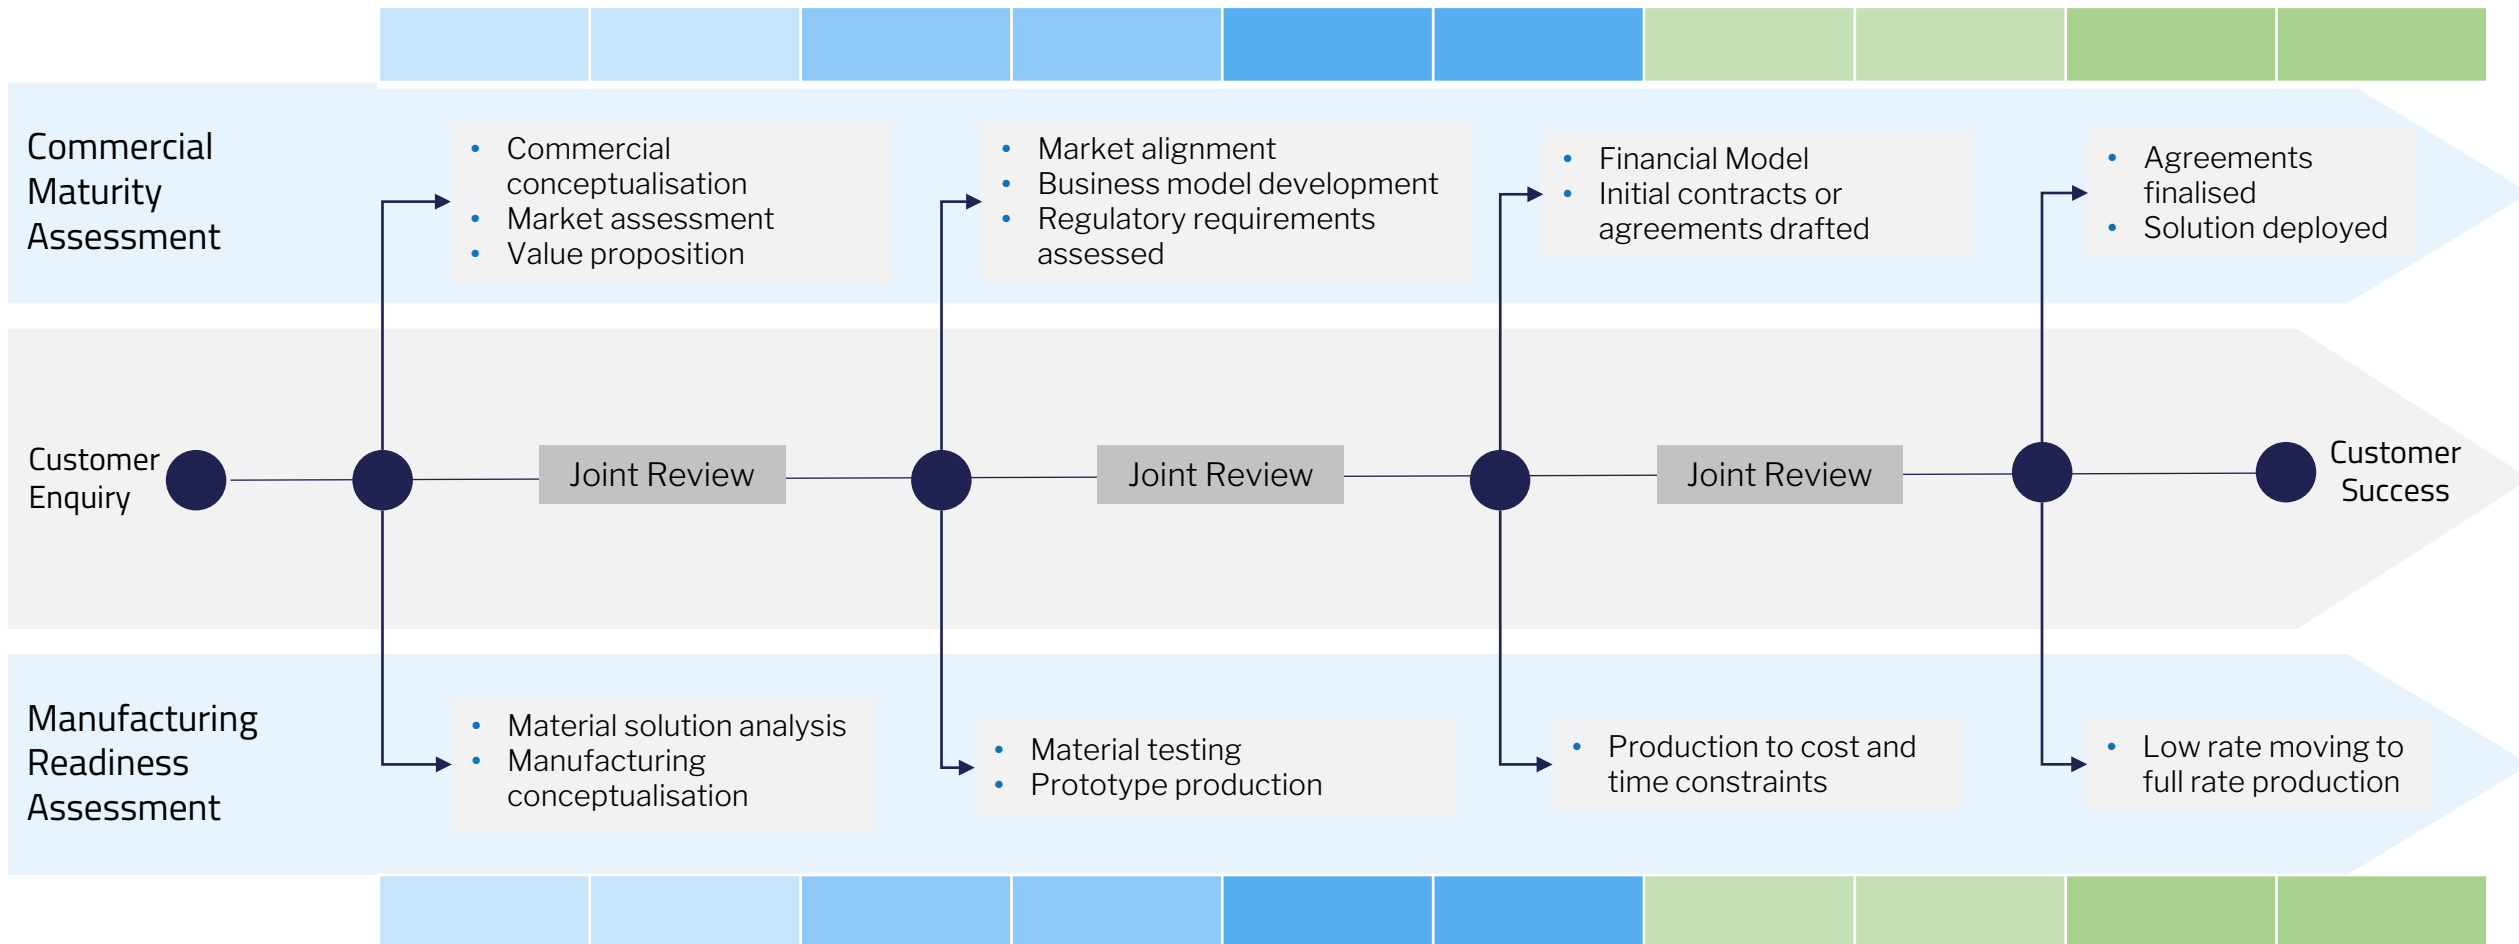 Commercial
Maturity
Assessment
• Commercial
conceptualisation
• Market assessment
• Value proposition
• Market alignment
• Business model development
• Regulatory requirements
assessed
• Financial Model
• Initial contracts or
agreements drafted
• Agreements
finalised
• Solution deployed
Customer
Enquiry
Joint Review
Joint Review
Joint Review
Customer
Success
Manufacturing
Readiness
Assessment
• Material solution analysis
• Manufacturing
conceptualisation
• Material testing
• Prototype production
• Production to cost and
time constraints
• Low rate moving to
full rate production